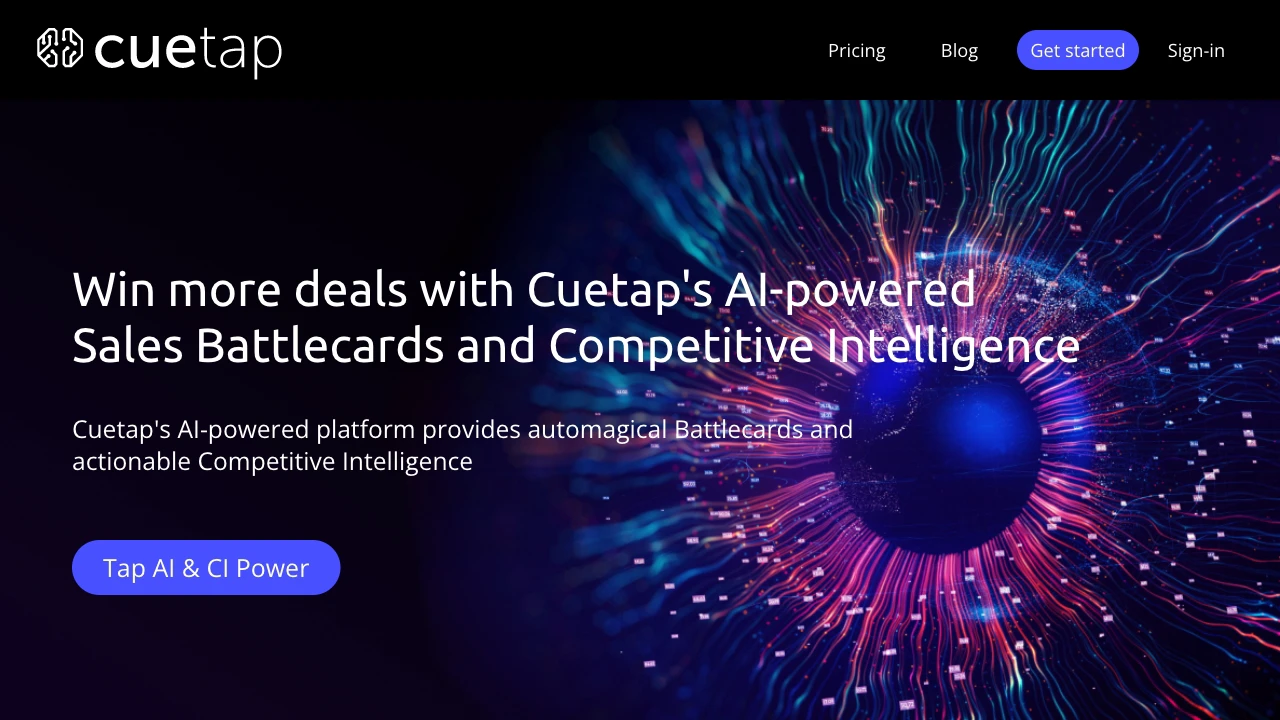 cuetap
Pricing
Blog
Get started
Sign-in
Win more deals with Cuetap's AI-powered
Sales Battlecards and Competitive Intelligence
Cuetap's AI-powered platform provides automagical Battlecards and
actionable Competitive Intelligence
Tap AI & CI Power